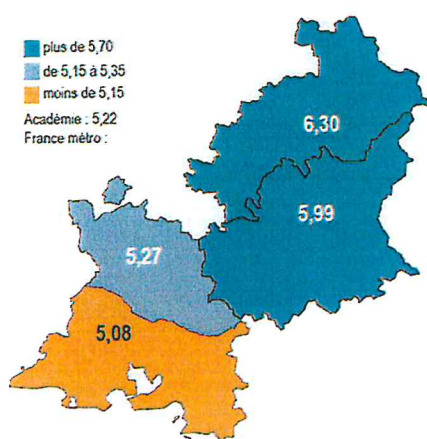 plus de 5,70
de 5,15 à 5,35
moins de 5,15
Académie : 5,22
France métro :
6,30
5,99
5,27
5,08